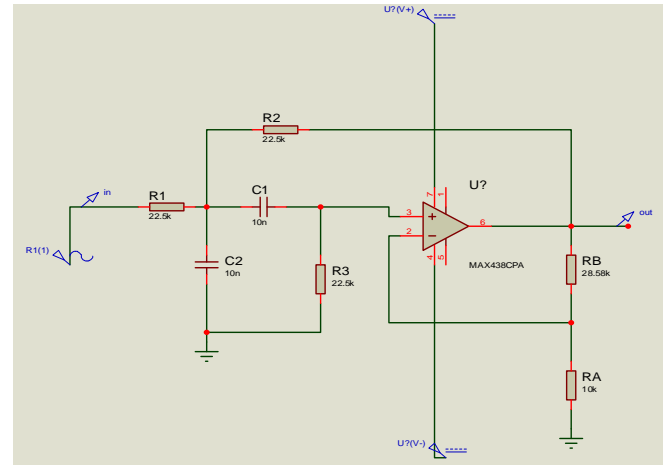 U?(V+)
R2
22.5k
in
R1
22.5k
C1
10n
U?
7
1
3
2
6
4
5
MAX438CPA
out
R1(1)
C2
10n
R3
22.5k
RB
28.58k
RA
10k
U?(V-)